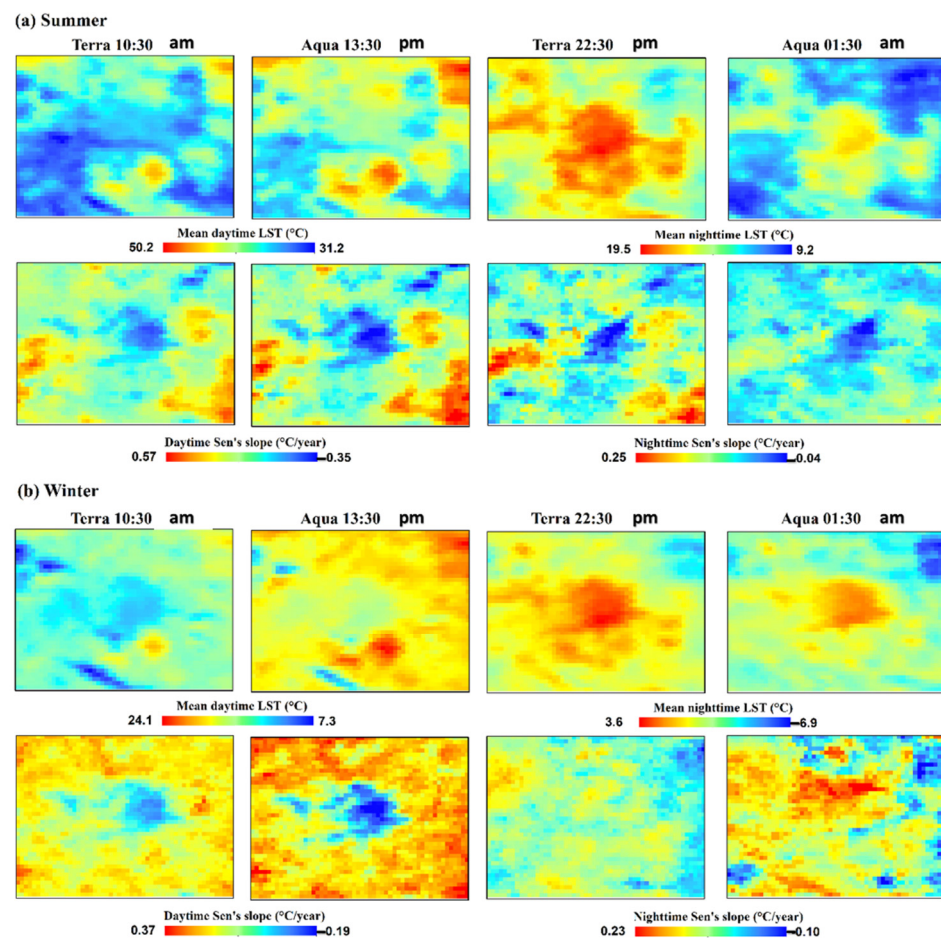 (a) Summer
Terra 10:30 am Aqua 13:30 pm Terra 22:30 pm Aqua 01:30 am
Mean daytime LST (°C) Mean nighttime LST (°C)
50.2 31.2 19.5 9.2
Daytime Sen's slope (°C/year) Nighttime Sen's slope (°C/year)
0.57 -0.35 0.25 -0.04
(b) Winter
Terra 10:30 am Aqua 13:30 pm Terra 22:30 pm Aqua 01:30 am
Mean daytime LST (°C) Mean nighttime LST (°C)
24.1 7.3 3.6 -6.9
Daytime Sen's slope (°C/year) Nighttime Sen's slope (°C/year)
0.37 -0.19 0.23 -0.10